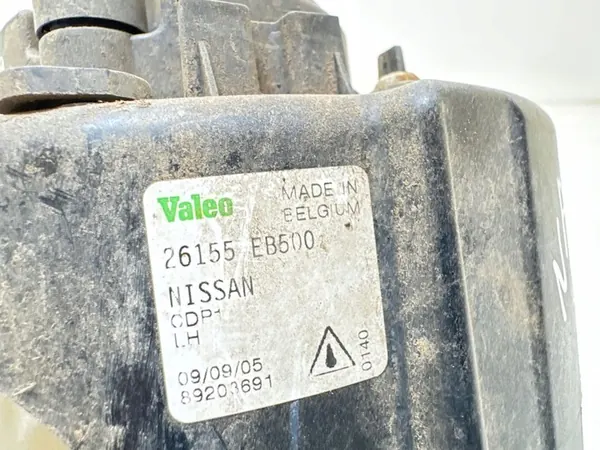 Valeo
MADE IN
BELGIUM
26155 EB500
NISSAN
CDP1
LH
09/09/05
89203691
0140